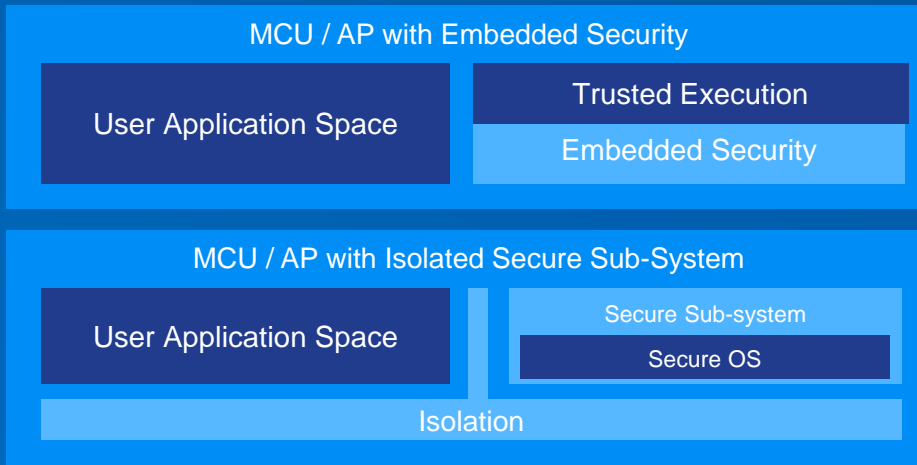 MCU / AP with Embedded Security
User Application Space
Trusted Execution
Embedded Security
MCU / AP with Isolated Secure Sub-System
User Application Space
Secure Sub-system
Secure OS
Isolation